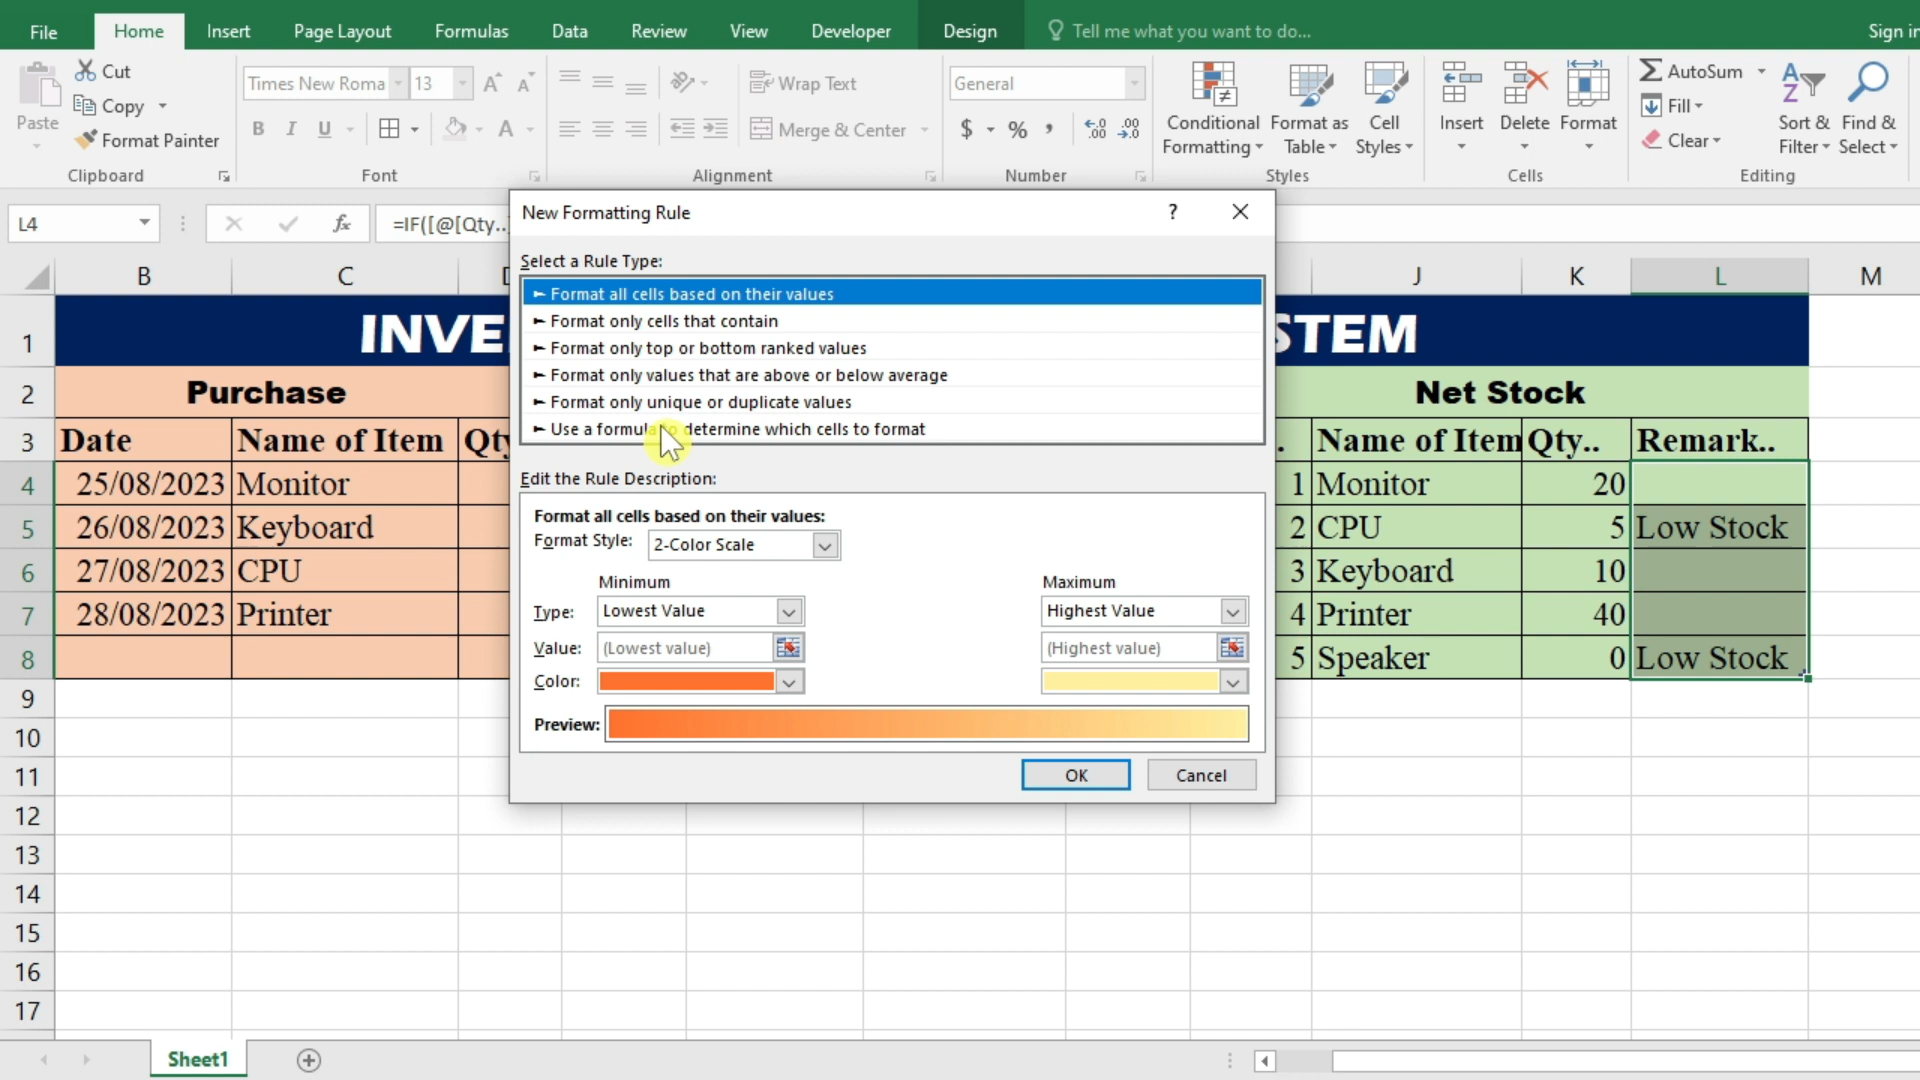 File Home Insert Page Layout Formulas Data Review View Developer Design Tell me what you want to do... Sign in
Paste
Cut
Copy
Format Painter
Clipboard
Times New Roma 13
B I U
Font
Wrap Text
Merge & Center
Alignment
General
$ % ,
Number
Conditional Formatting
Format as Table
Cell Styles
Styles
Insert Delete Format
Cells
AutoSum
Fill
Clear
Sort & Filter
Find & Select
Editing
L4 fx =IF([@[Qty..]
B C J K L M
1 INVE STEM
2 Purchase Net Stock
3 Date Name of Item Qty . Name of Item Qty.. Remark..
4 25/08/2023 Monitor 1 Monitor 20
5 26/08/2023 Keyboard 2 CPU 5 Low Stock
6 27/08/2023 CPU 3 Keyboard 10
7 28/08/2023 Printer 4 Printer 40
8 5 Speaker 0 Low Stock
9
10
11
12
13
14
15
16
17
New Formatting Rule ?
Select a Rule Type:
► Format all cells based on their values
► Format only cells that contain
► Format only top or bottom ranked values
► Format only values that are above or below average
► Format only unique or duplicate values
► Use a formula to determine which cells to format
Edit the Rule Description:
Format all cells based on their values:
Format Style: 2-Color Scale
Minimum Maximum
Type: Lowest Value Highest Value
Value: (Lowest value) (Highest value)
Color:
Preview:
OK Cancel
Sheet1